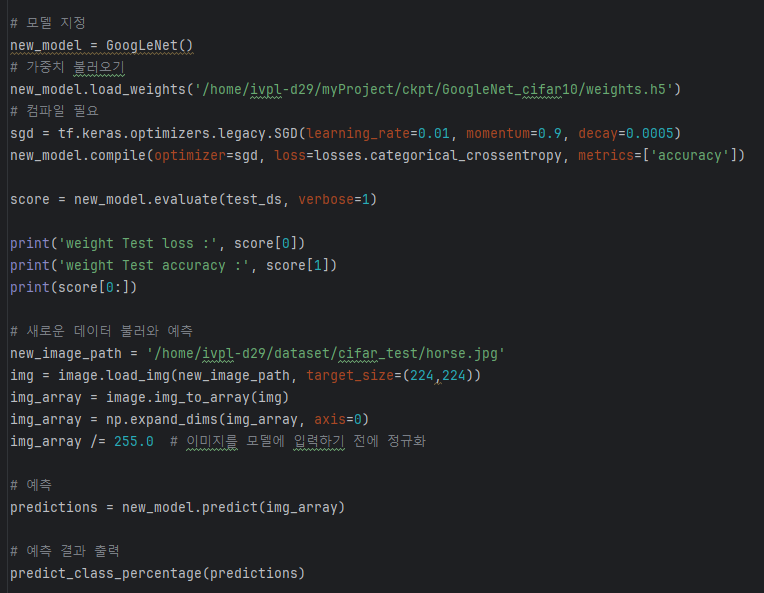 # 모델 지정
new_model = GoogLeNet()
# 가중치 불러오기
new_model.load_weights('/home/ivpl-d29/myProject/ckpt/GoogleNet_cifar10/weights.h5')
# 컴파일 필요
sgd = tf.keras.optimizers.legacy.SGD(learning_rate=0.01, momentum=0.9, decay=0.0005)
new_model.compile(optimizer=sgd, loss=losses.categorical_crossentropy, metrics=['accuracy'])
score = new_model.evaluate(test_ds, verbose=1)
print('weight Test loss :', score[0])
print('weight Test accuracy :', score[1])
print(score[0:])
# 새로운 데이터 불러와 예측
new_image_path = '/home/ivpl-d29/dataset/cifar_test/horse.jpg'
img = image.load_img(new_image_path, target_size=(224,224))
img_array = image.img_to_array(img)
img_array = np.expand_dims(img_array, axis=0)
img_array /= 255.0  # 이미지를 모델에 입력하기 전에 정규화
# 예측
predictions = new_model.predict(img_array)
# 예측 결과 출력
predict_class_percentage(predictions)